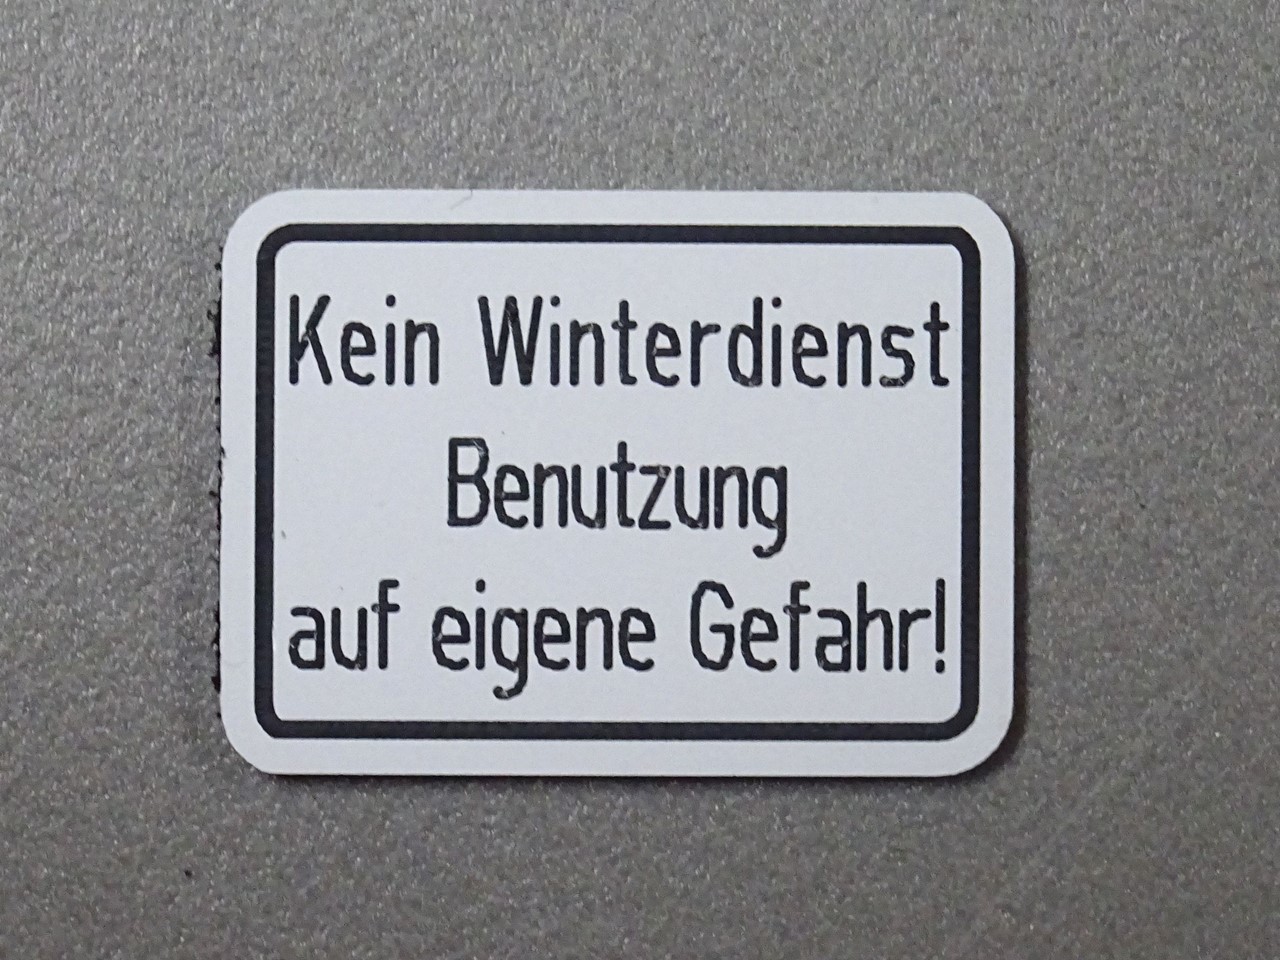 Kein Winterdienst
Benutzung
auf eigene Gefahr!